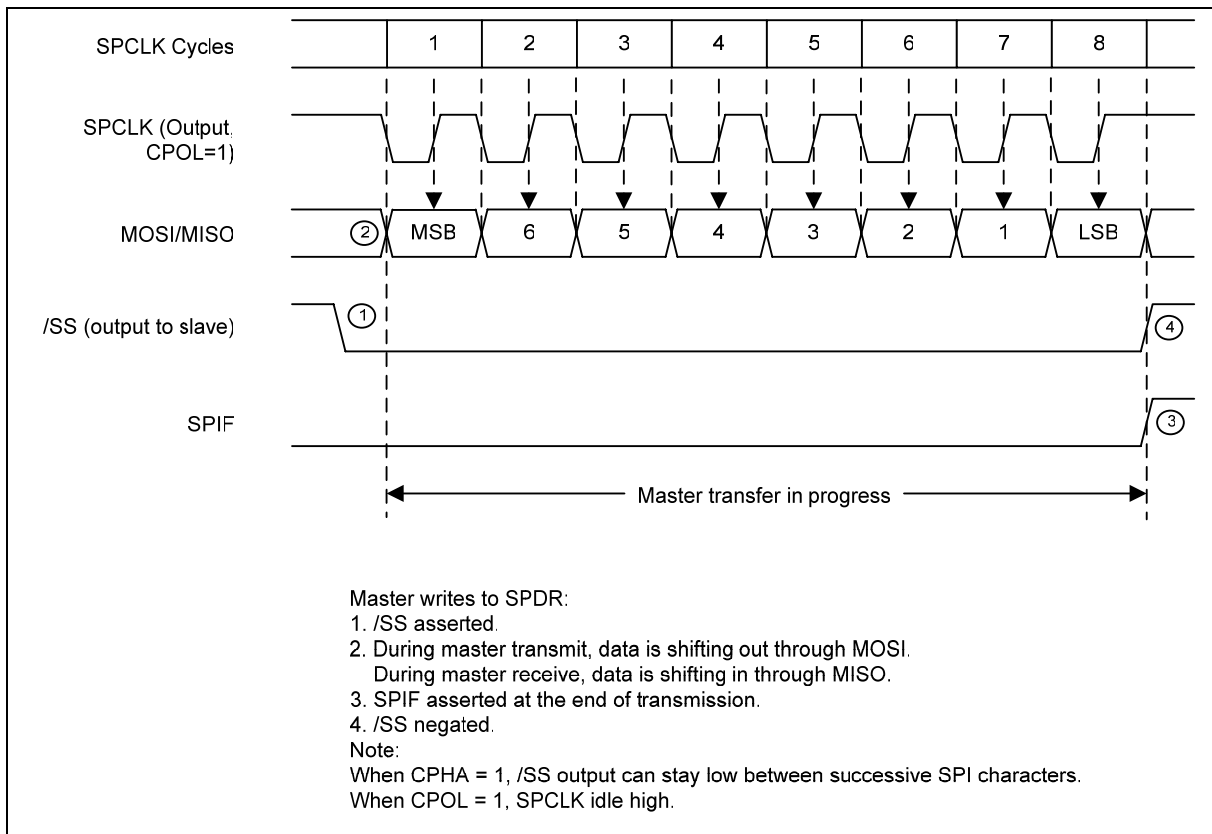 SPCLK Cycles 1 2 3 4 5 6 7 8
SPCLK (Output,
CPOL=1)
MOSI/MISO ② MSB 6 5 4 3 2 1 LSB
/SS (output to slave) ① ④
SPIF ③
Master transfer in progress
Master writes to SPDR:
1. /SS asserted.
2. During master transmit, data is shifting out through MOSI.
During master receive, data is shifting in through MISO.
3. SPIF asserted at the end of transmission.
4. /SS negated.
Note:
When CPHA = 1, /SS output can stay low between successive SPI characters.
When CPOL = 1, SPCLK idle high.